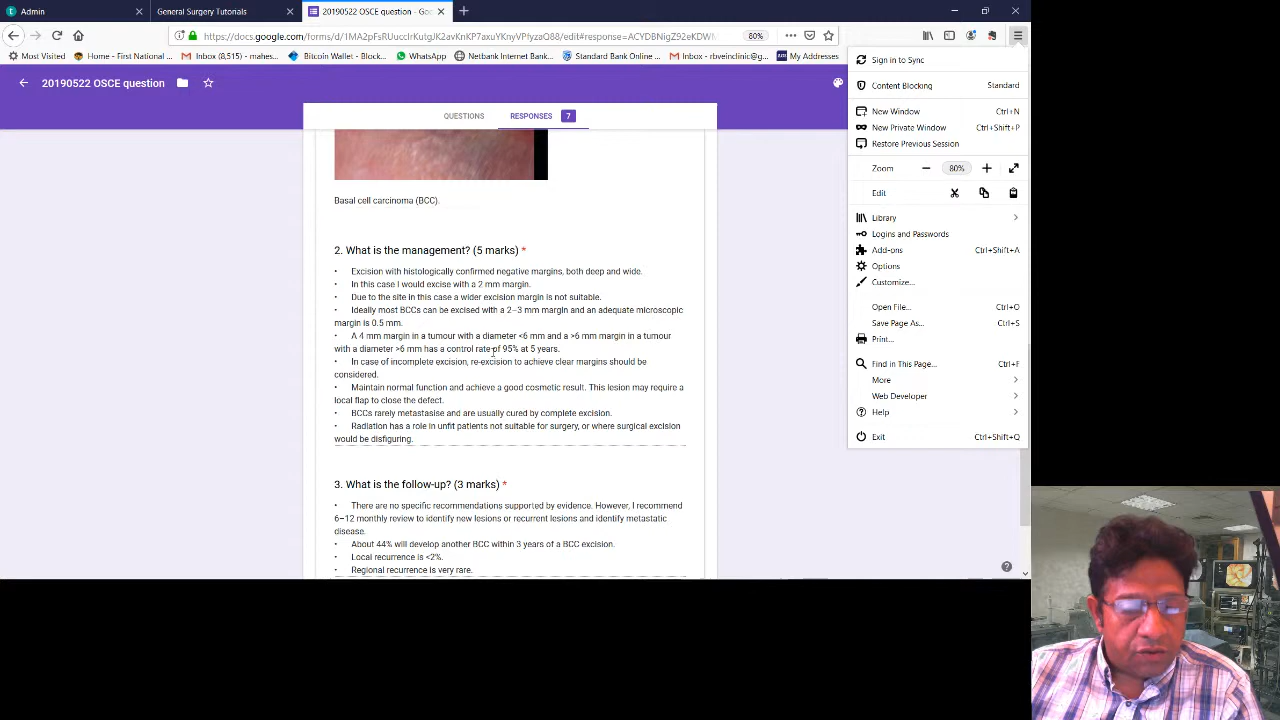 Admin
General Surgery Tutorials
20190522 OSCE question - Goo
https://docs.google.com/forms/d/
80%
Most Visited
Home - First National ...
Inbox (8,515) - mahes...
Bitcoin Wallet - Block...
WhatsApp
Netbank Internet Bank...
Standard Bank Online ...
Inbox - rbveinclinic@g...
My Addresses
20190522 OSCE question
QUESTIONS
RESPONSES 7
Basal cell carcinoma (BCC).
2. What is the management? (5 marks) *
• Excision with histologically confirmed negative margins, both deep and wide.
• In this case I would excise with a 2 mm margin.
• Due to the site in this case a wider excision margin is not suitable.
• Ideally most BCCs can be excised with a 2–3 mm margin and an adequate microscopic
margin is 0.5 mm.
• A 4 mm margin in a tumour with a diameter <6 mm and a >6 mm margin in a tumour
with a diameter >6 mm has a control rate of 95% at 5 years.
• In case of incomplete excision, re-excision to achieve clear margins should be
considered.
• Maintain normal function and achieve a good cosmetic result. This lesion may require a
local flap to close the defect.
• BCCs rarely metastasise and are usually cured by complete excision.
• Radiation has a role in unfit patients not suitable for surgery, or where surgical excision
would be disfiguring.
3. What is the follow-up? (3 marks) *
• There are no specific recommendations supported by evidence. However, I recommend
6–12 monthly review to identify new lesions or recurrent lesions and identify metastatic
disease.
• About 44% will develop another BCC within 3 years of a BCC excision.
• Local recurrence is <2%.
• Regional recurrence is very rare.
Sign in to Sync
Content Blocking Standard
New Window Ctrl+N
New Private Window Ctrl+Shift+P
Restore Previous Session
Zoom 80%
Edit
Library
Logins and Passwords
Add-ons Ctrl+Shift+A
Options
Customize...
Open File... Ctrl+O
Save Page As... Ctrl+S
Print...
Find in This Page... Ctrl+F
More
Web Developer
Help
Exit Ctrl+Shift+Q